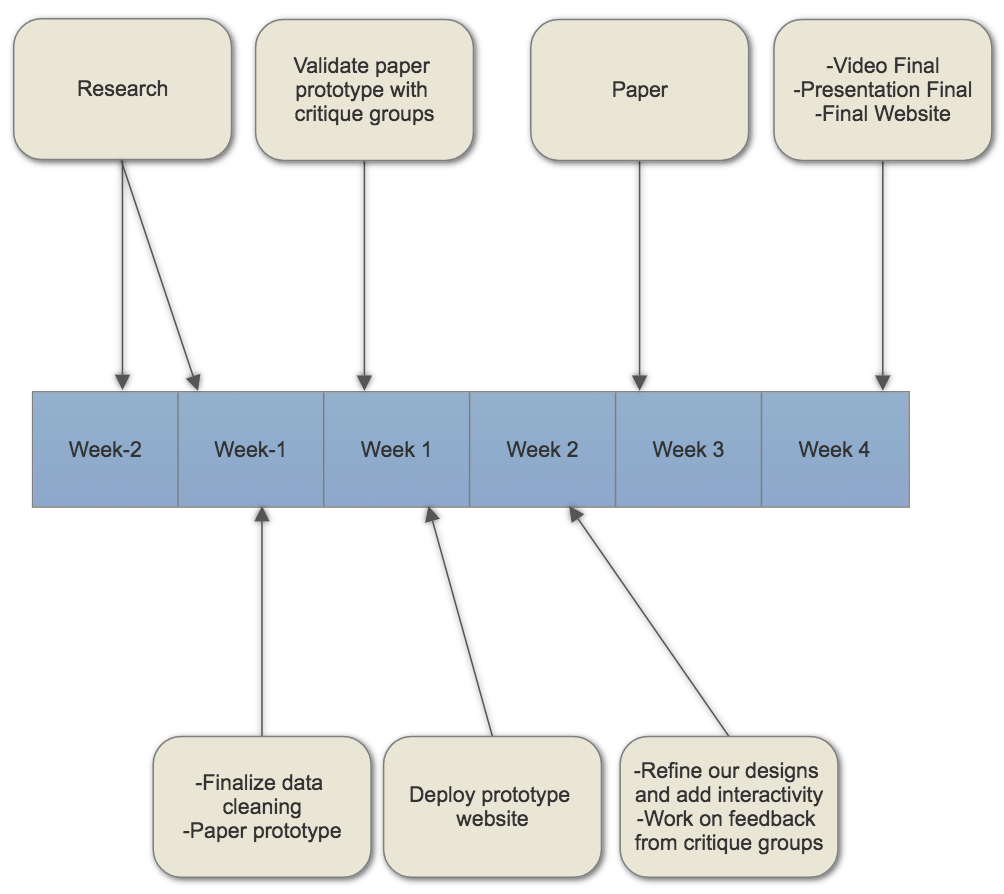 Research
Validate paper
prototype with
critique groups
Paper
-Video Final
-Presentation Final
-Final Website
Week-2
Week-1
Week 1
Week 2
Week 3
Week 4
-Finalize data
cleaning
-Paper prototype
Deploy prototype
website
-Refine our designs
and add interactivity
-Work on feedback
from critique groups